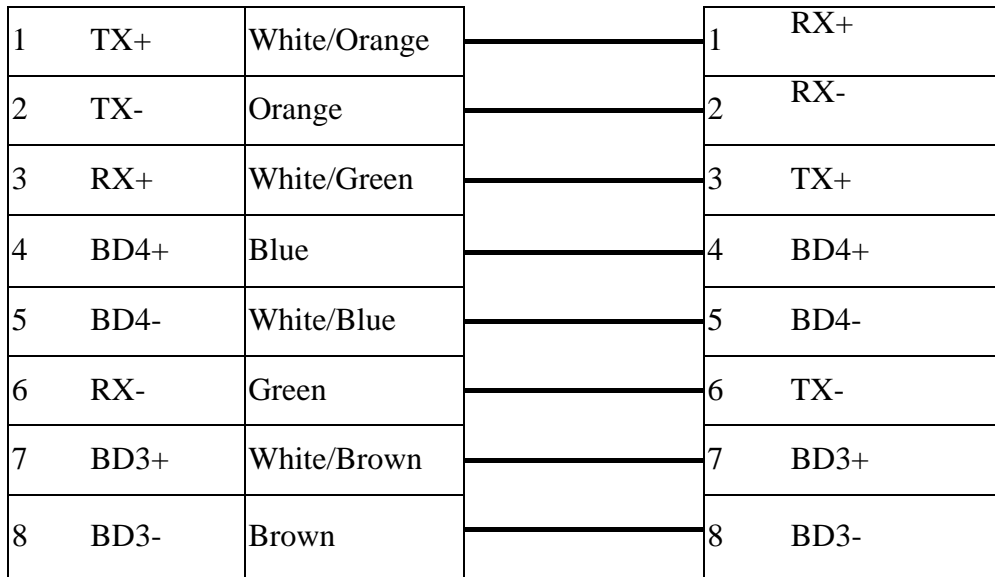 1 TX+ White/Orange 1 RX+
2 TX- Orange 2 RX-
3 RX+ White/Green 3 TX+
4 BD4+ Blue 4 BD4+
5 BD4- White/Blue 5 BD4-
6 RX- Green 6 TX-
7 BD3+ White/Brown 7 BD3+
8 BD3- Brown 8 BD3-